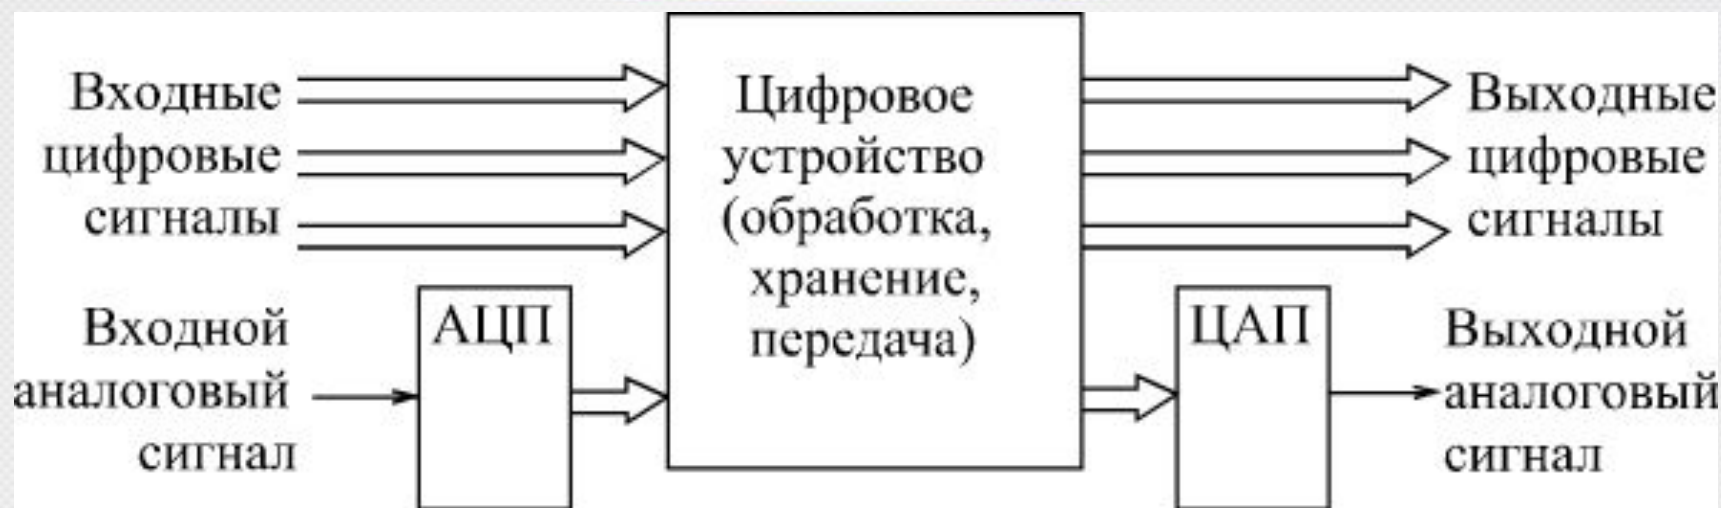 Входные
цифровые
сигналы
Входной
аналоговый
сигнал
АЦП
Цифровое
устройство
(обработка,
хранение,
передача)
ЦАП
Выходные
цифровые
сигналы
Выходной
аналоговый
сигнал